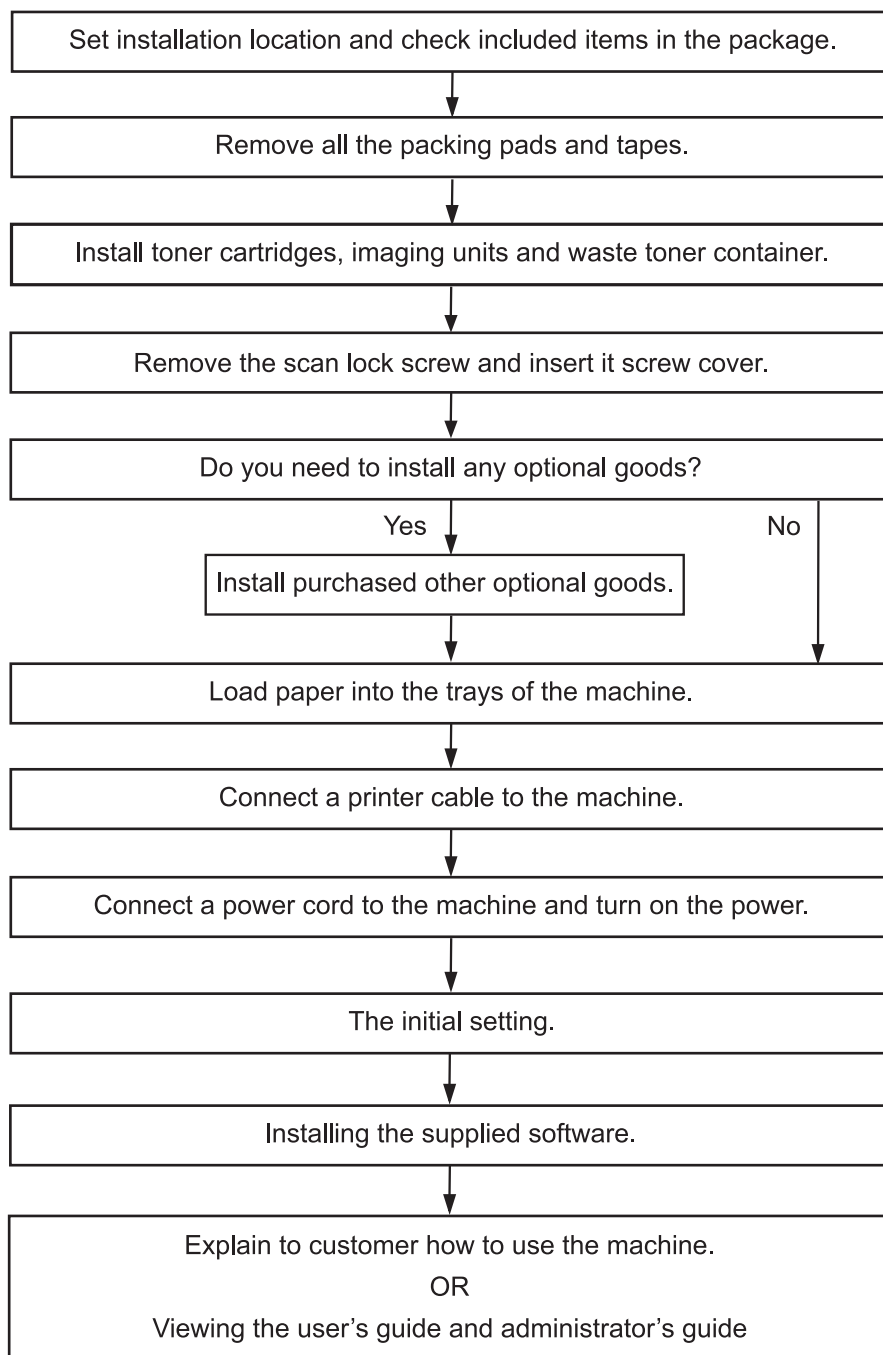 Set installation location and check included items in the package.
Remove all the packing pads and tapes.
Install toner cartridges, imaging units and waste toner container.
Remove the scan lock screw and insert it screw cover.
Do you need to install any optional goods?
Yes
No
Install purchased other optional goods.
Load paper into the trays of the machine.
Connect a printer cable to the machine.
Connect a power cord to the machine and turn on the power.
The initial setting.
Installing the supplied software.
Explain to customer how to use the machine.
OR
Viewing the user’s guide and administrator’s guide